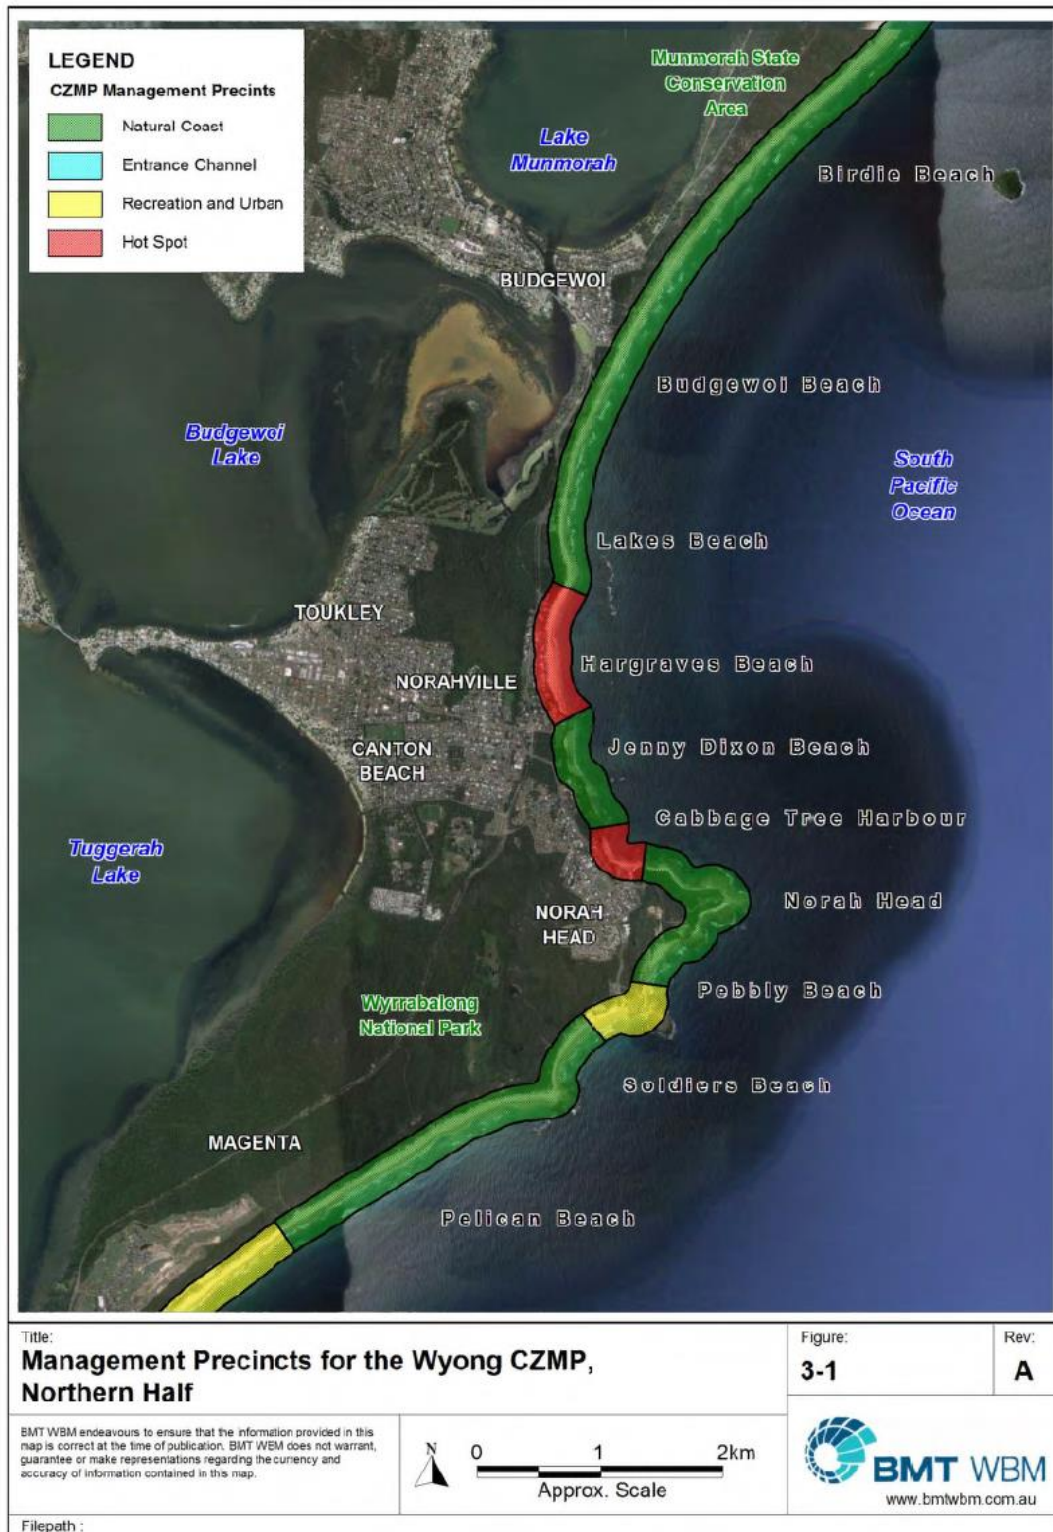 LEGEND
CZMP Management Precints
Natural Coast
Entrance Channel
Recreation and Urban
Hot Spot
Munmorah State
Conservation
Area
Lake
Munmorah
Birdie Beach
BUDGEWOI
Budgewoi Beach
Budgewoi
Lake
South
Pacific
Ocean
Lakes Beach
TOUKLEY
Hargraves Beach
NORAHVILLE
Jenny Dixon Beach
CANTON
BEACH
Cabbage Tree Harbour
Tuggerah
Lake
Norah Head
NORAH
HEAD
Pebbly Beach
Wyrrabalong
National Park
Soldiers Beach
MAGENTA
Pelican Beach
Title:
Management Precincts for the Wyong CZMP,
Northern Half
Figure:
3-1
Rev:
A
BMT WBM endeavours to ensure that the information provided in this
map is correct at the time of publication. BMT WBM does not warrant,
guarantee or make representations regarding the currency and
accuracy of information contained in this map.
N
0 1 2km
Approx. Scale
BMT WBM
www.bmtwbm.com.au
Filepath :